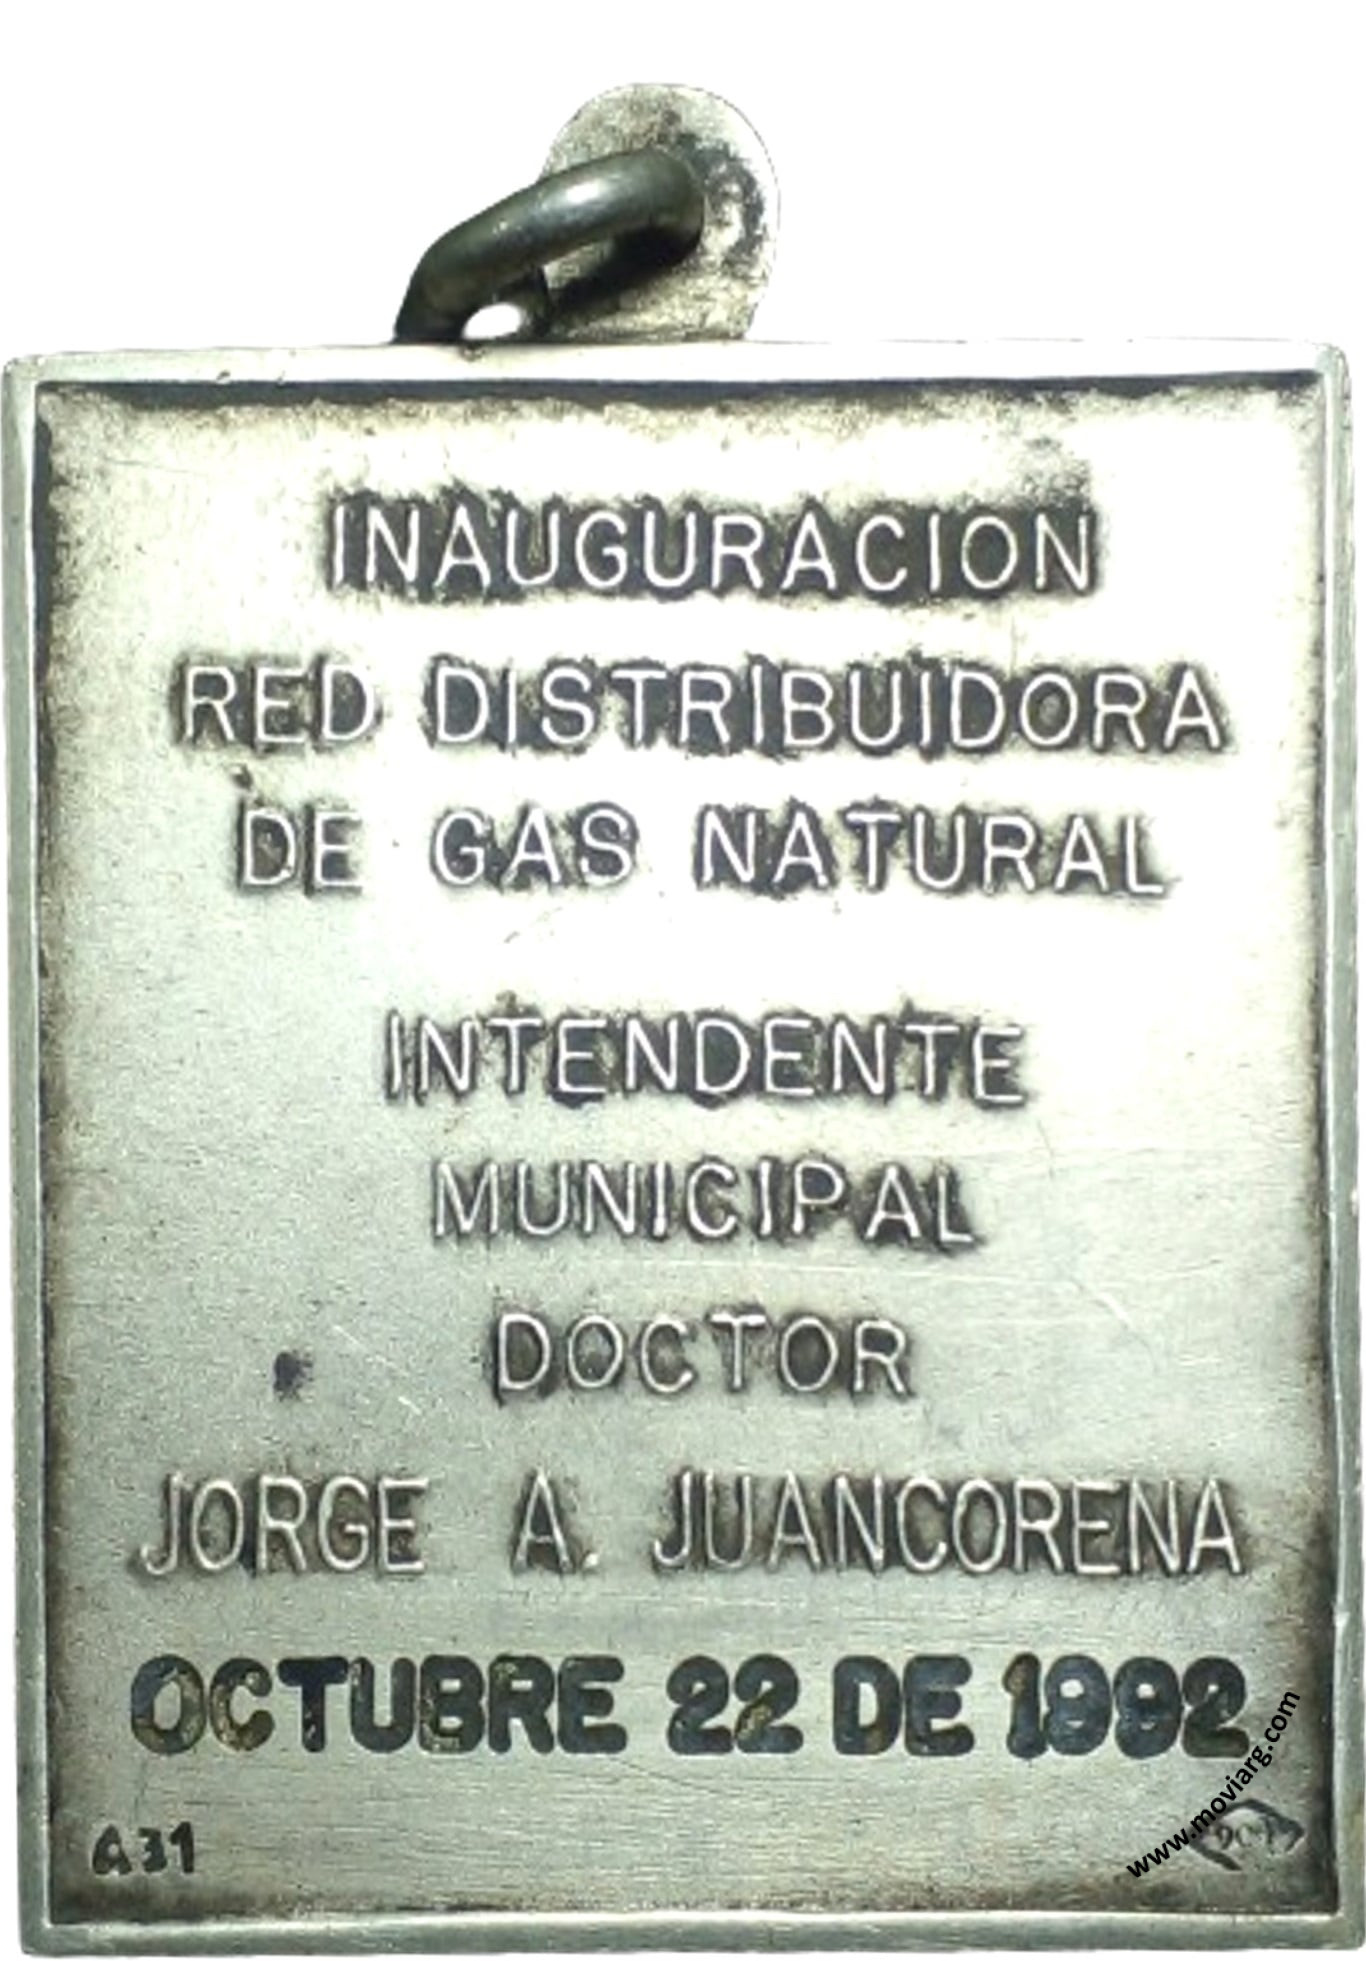 INAUGURACION
RED DISTRIBUIDORA
DE GAS NATURAL
INTENDENTE
MUNICIPAL
DOCTOR
JORGE A. JUANCORENA
OCTUBRE 22 DE 1992
A31
www.moviarg.com